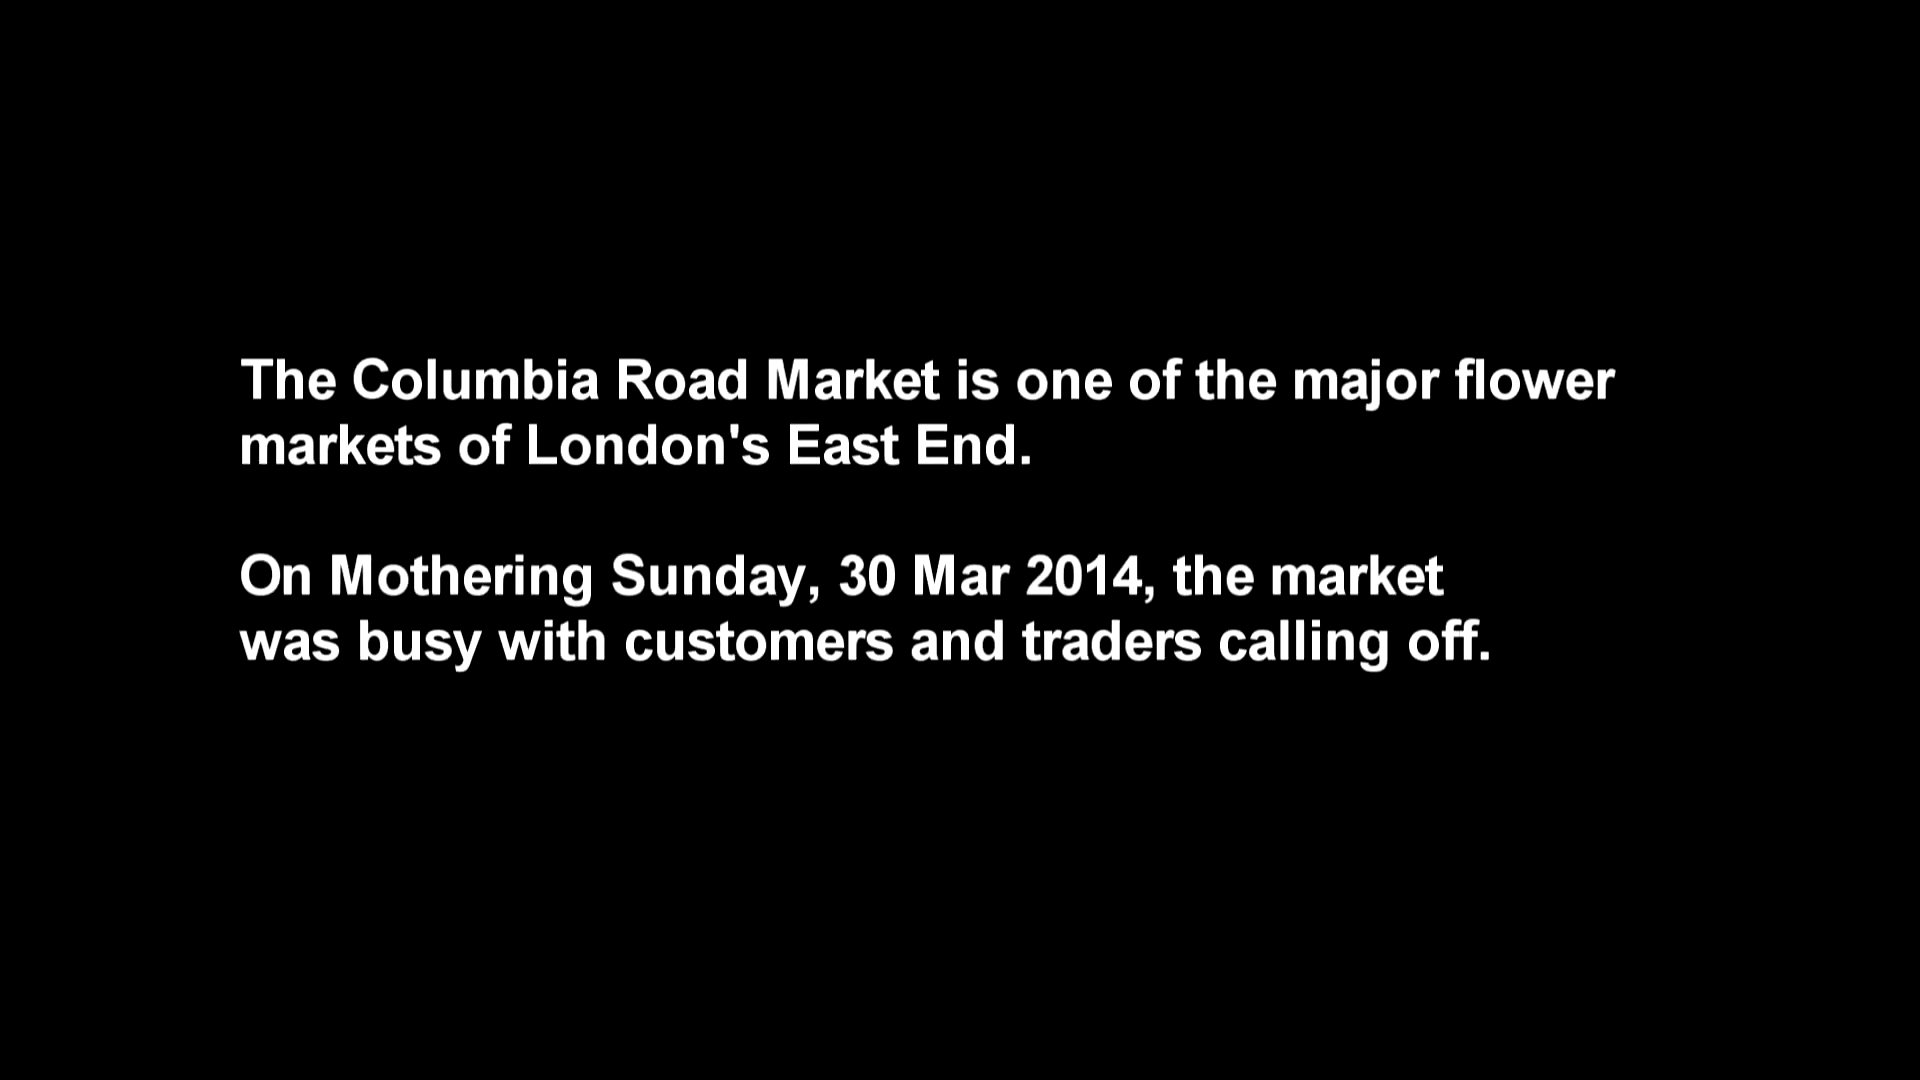 The Columbia Road Market is one of the major flower
markets of London's East End.
On Mothering Sunday, 30 Mar 2014, the market
was busy with customers and traders calling off.